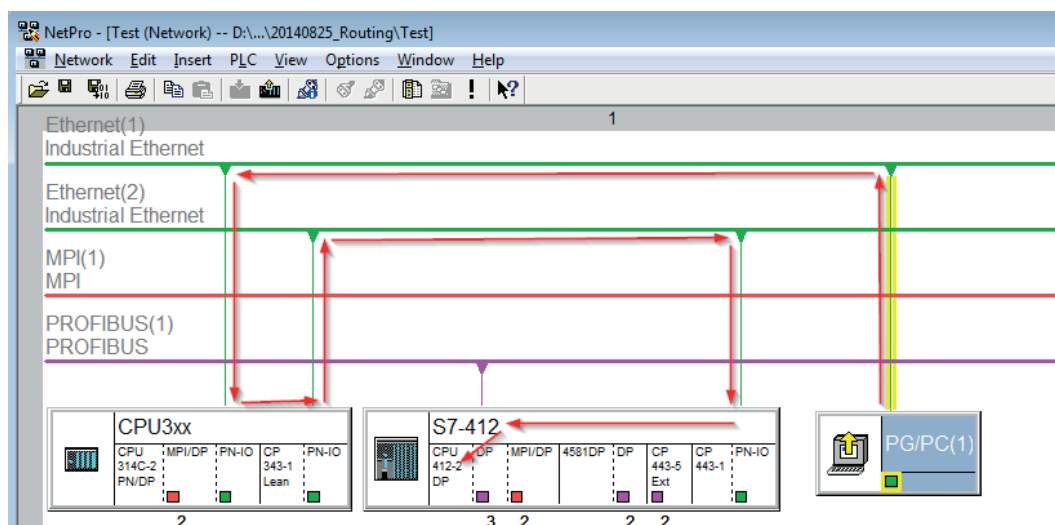 NetPro - [Test (Network) -- D:\...\20140825_Routing\Test]
Network Edit Insert PLC View Options Window Help
1
Ethernet(1)
Industrial Ethernet
Ethernet(2)
Industrial Ethernet
MPI(1)
MPI
PROFIBUS(1)
PROFIBUS
CPU3xx
CPU 314C-2 PN/DP
MPI/DP
PN-IO
CP 343-1 Lean
PN-IO
2
S7-412
CPU 412-2 DP
DP
MPI/DP
4581DP
DP
CP 443-5 Ext
CP 443-1
PN-IO
3 2 2 2
PG/PC(1)